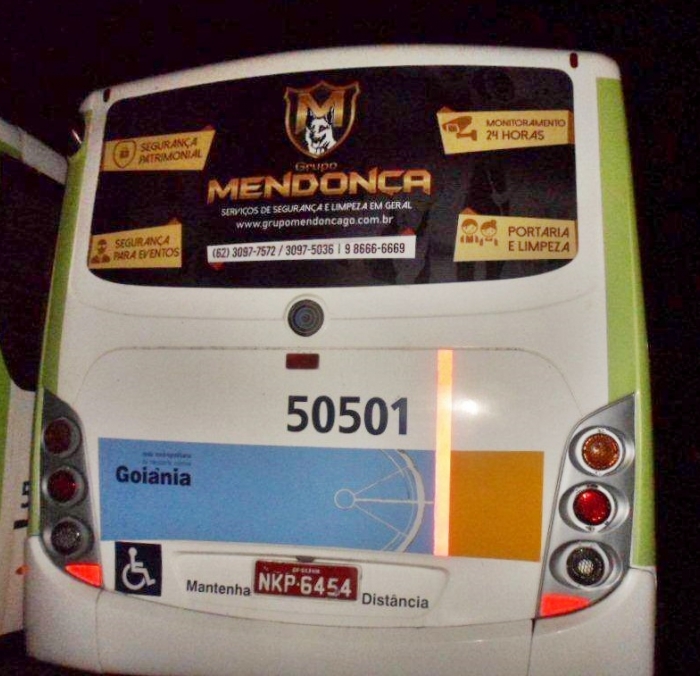 M
SEGURANÇA
PATRIMONIAL
MONITORAMENTO
24 HORAS
Grupo
MENDONÇA
SERVIÇOS DE SEGURANÇA E LIMPEZA EM GERAL
www.grupomendoncago.com.br
SEGURANÇA
PARA EVENTOS
PORTARIA
E LIMPEZA
(62) 3097-7572 / 3097-5036 | 9 8666-6669
50501
Goiânia
NKP-6454
Mantenha Distância